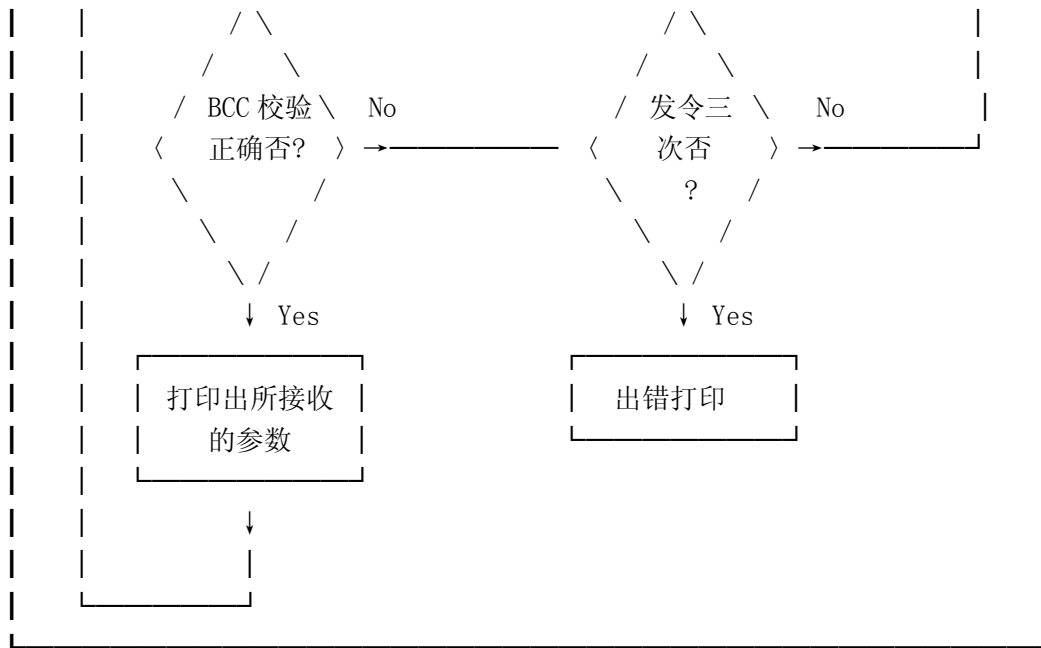 BCC 校验 No 发令三 No
正确否? 次否
?
Yes Yes
打印出所接收 出错打印
的参数